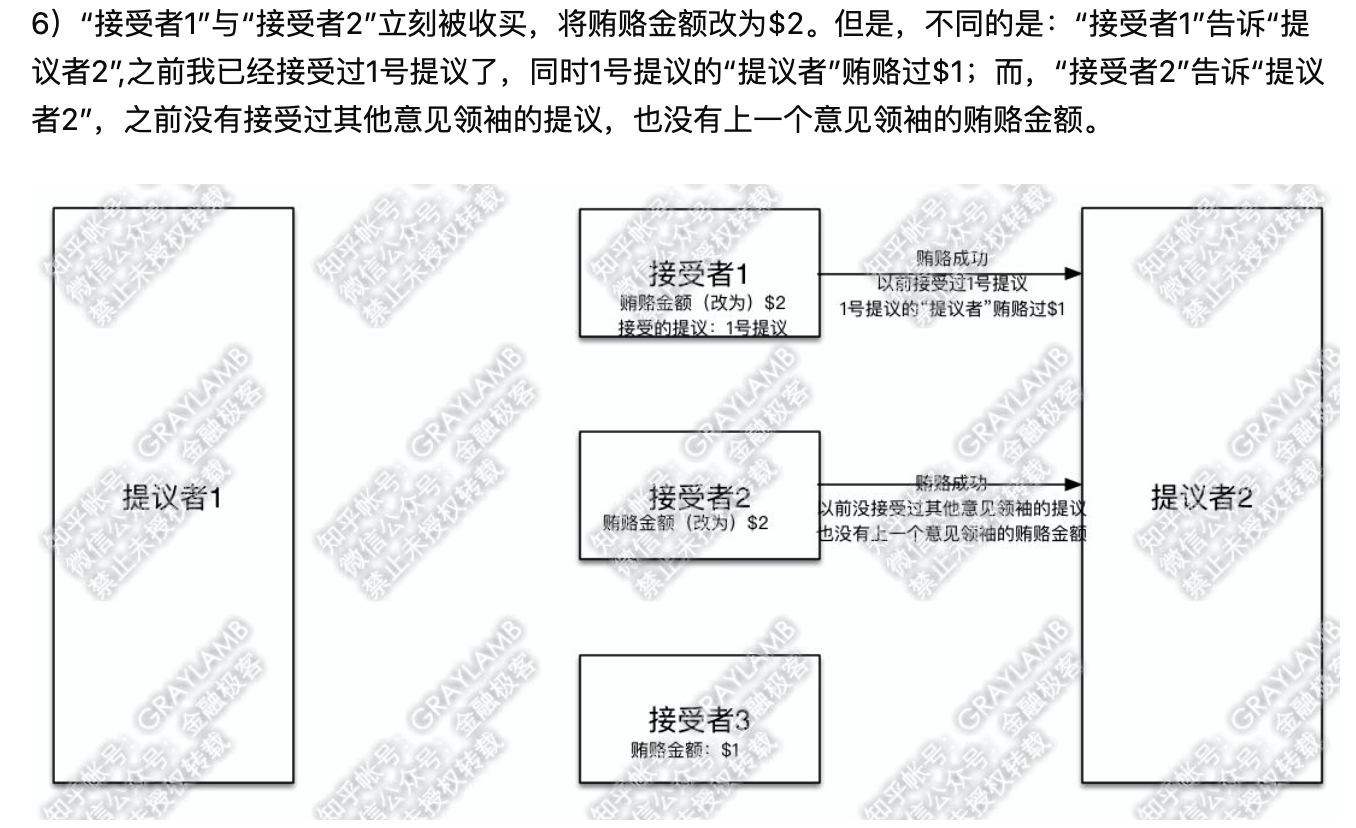 6）“接受者1”与“接受者2”立刻被收买，将贿赂金额改为$2。但是，不同的是：“接受者1”告诉“提
议者2”,之前我已经接受过1号提议了，同时1号提议的“提议者”贿赂过$1；而，“接受者2”告诉“提议
者2”，之前没有接受过其他意见领袖的提议，也没有上一个意见领袖的贿赂金额。
提议者1
接受者1
贿赂金额（改为）$2
接受的提议：1号提议
贿赂成功
以前接受过1号提议
1号提议的“提议者”贿赂过$1
接受者2
贿赂金额（改为）$2
贿赂成功
以前没接受过其他意见领袖的提议
也没有上一个意见领袖的贿赂金额
提议者2
接受者3
贿赂金额：$1
知乎帐号：GRAYLAMB
微信公众号：金融极客
禁止未授权转载